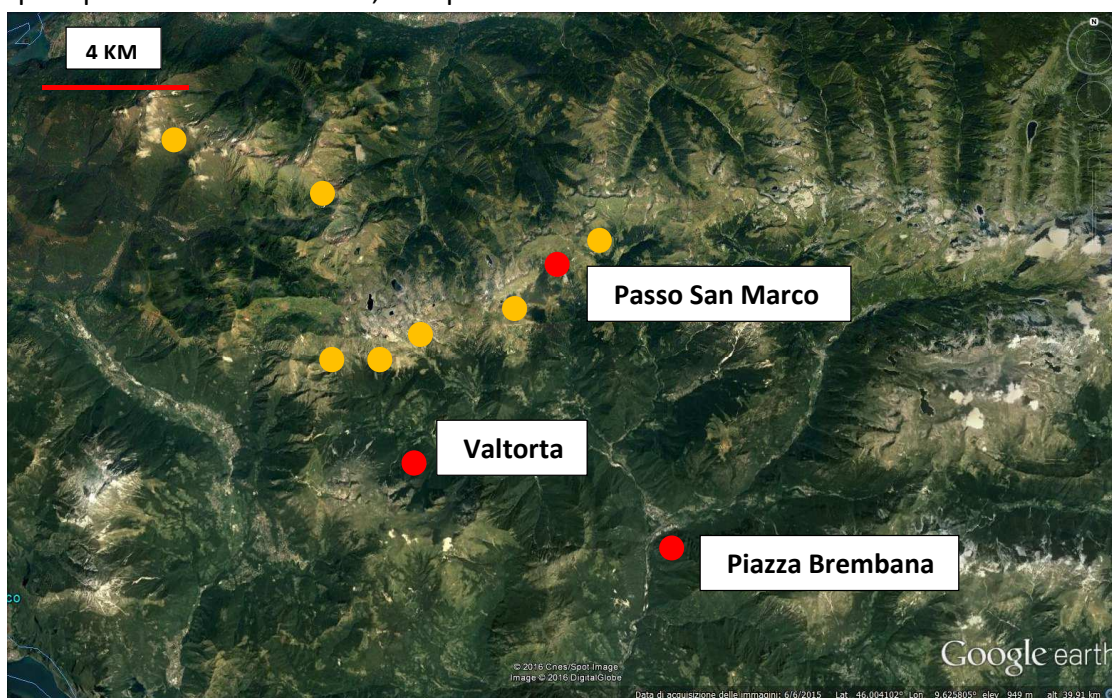 4 KM
N
Passo San Marco
Valtorta
Piazza Brembana
co
Google earth
© 2016 Cnes/Spot Image
Image © 2016 DigitalGlobe
Data di acquisizione delle immagini: 6/6/2015 Lat 46.004102° Lon 9.625805° elev 949 m alt 39.91 km